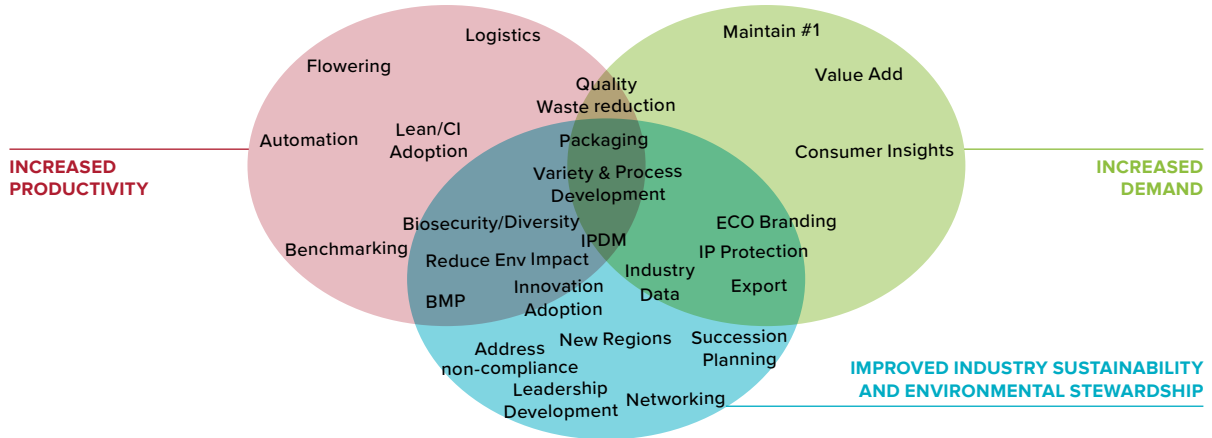 Logistics
Maintain #1
Flowering
Value Add
Quality
Waste reduction
Automation
Lean/CI
Adoption
Packaging
Consumer Insights
INCREASED
PRODUCTIVITY
INCREASED
DEMAND
Variety & Process
Development
Biosecurity/Diversity
ECO Branding
Benchmarking
IPDM
Reduce Env Impact
IP Protection
Industry
Data
Export
BMP
Innovation
Adoption
New Regions
Succession
Planning
Address
non-compliance
Leadership
Development
Networking
IMPROVED INDUSTRY SUSTAINABILITY
AND ENVIRONMENTAL STEWARDSHIP